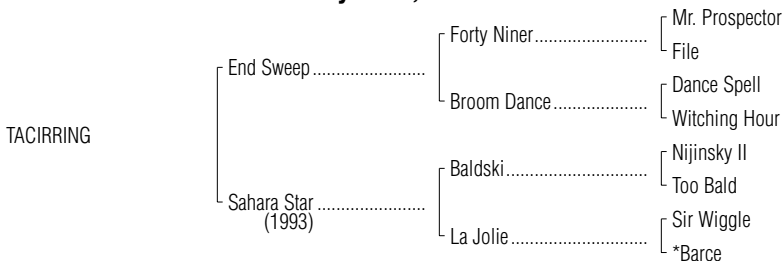 Mr. Prospector
Forty Niner
File
End Sweep
Dance Spell
Broom Dance
Witching Hour
TACIRRING
Nijinsky II
Baldski
Too Bald
Sahara Star
(1993)
Sir Wiggle
La Jolie
*Barce